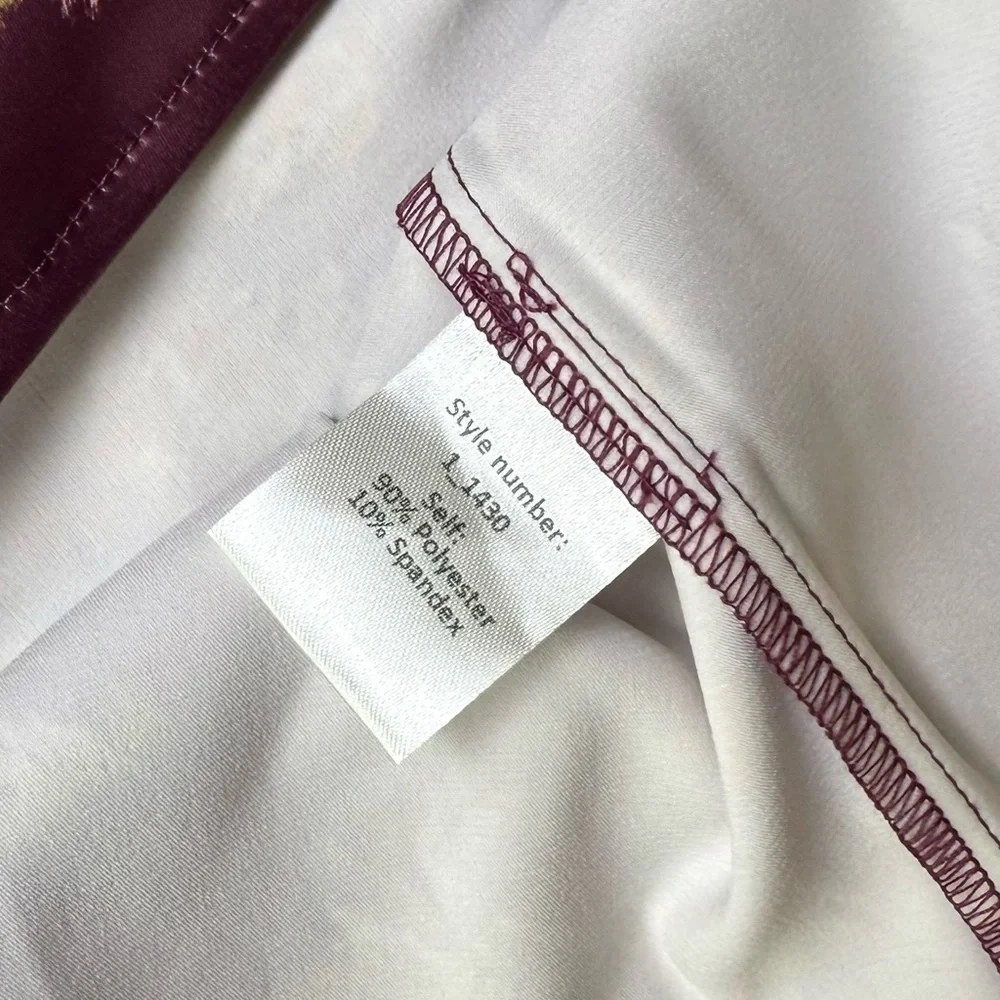 Style number:
1_1430
Self:
90% Polyester
10% Spandex